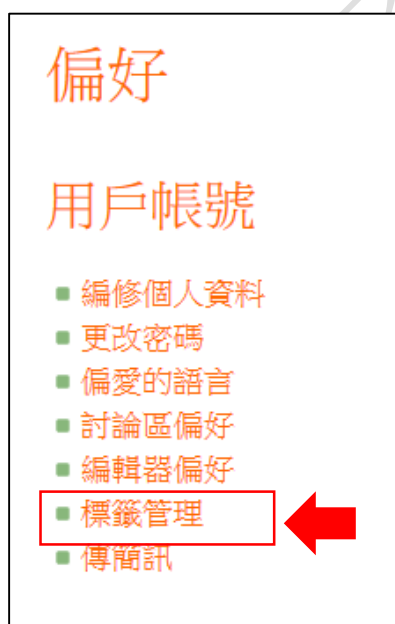 偏好
用戶帳號
編修個人資料
更改密碼
偏愛的語言
討論區偏好
編輯器偏好
標籤管理
傳簡訊